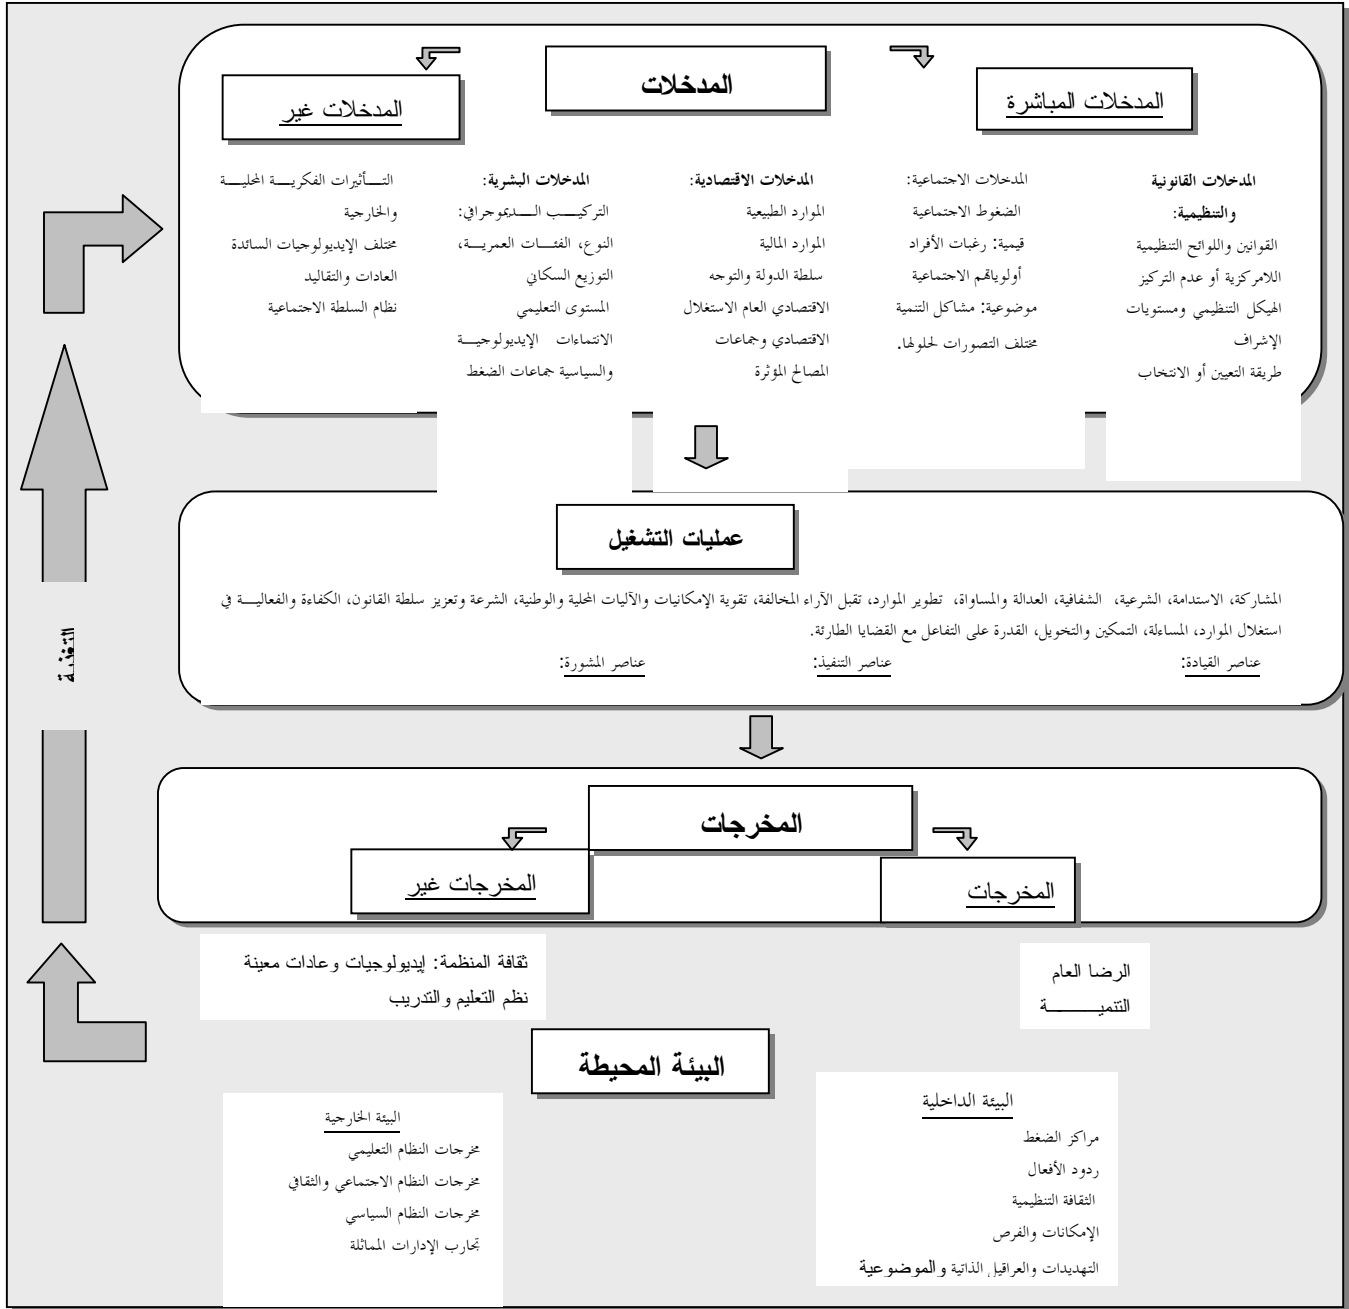 المدخلات
المدخلات المباشرة
المدخلات غير
المدخلات القانونية
والتنظيمية:
القوانين واللوائح التنظيمية
اللامركزية أو عدم التركيز
الهيكل التنظيمي ومستويات
الإشراف
طريقة التعيين أو الانتخاب
المدخلات الاجتماعية:
الضغوط الاجتماعية
قيمية: رغبات الأفراد
أولوياتهم الاجتماعية
موضوعية: مشاكل التنمية
مختلف التصورات لحلولها.
المدخلات الاقتصادية:
الموارد الطبيعية
الموارد المالية
سلطة الدولة والتوجه
الاقتصادي العام الاستغلال
الاقتصادي وجماعات
المصالح المؤثرة
المدخلات البشرية:
التركيب الديموجرافي:
النوع، الفئات العمرية،
التوزيع السكاني
المستوى التعليمي
الانتماءات الإيديولوجية
والسياسية جماعات الضغط
التأثيرات الفكرية المحلية
والخارجية
مختلف الإيديولوجيات السائدة
العادات والتقاليد
نظام السلطة الاجتماعية
عمليات التشغيل
المشاركة، الاستدامة، الشرعية، الشفافية، العدالة والمساواة، تطوير الموارد، تقبل الآراء المخالفة، تقوية الإمكانيات والآليات المحلية والوطنية، الشرعة وتعزيز سلطة القانون، الكفاءة والفعالية في
استغلال الموارد، المساءلة، التمكين والتخويل، القدرة على التفاعل مع القضايا الطارئة.
عناصر القيادة: عناصر التنفيذ: عناصر المشورة:
التغذية
المخرجات
المخرجات
المخرجات غير
الرضا العام
التنمية
ثقافة المنظمة: إيديولوجيات وعادات معينة
نظم التعليم والتدريب
البيئة المحيطة
البيئة الداخلية
مراكز الضغط
ردود الأفعال
الثقافة التنظيمية
الإمكانات والفرص
التهديدات والعراقيل الذاتية والموضوعية
البيئة الخارجية
مخرجات النظام التعليمي
مخرجات النظام الاجتماعي والثقافي
مخرجات النظام السياسي
تجارب الإدارات المماثلة